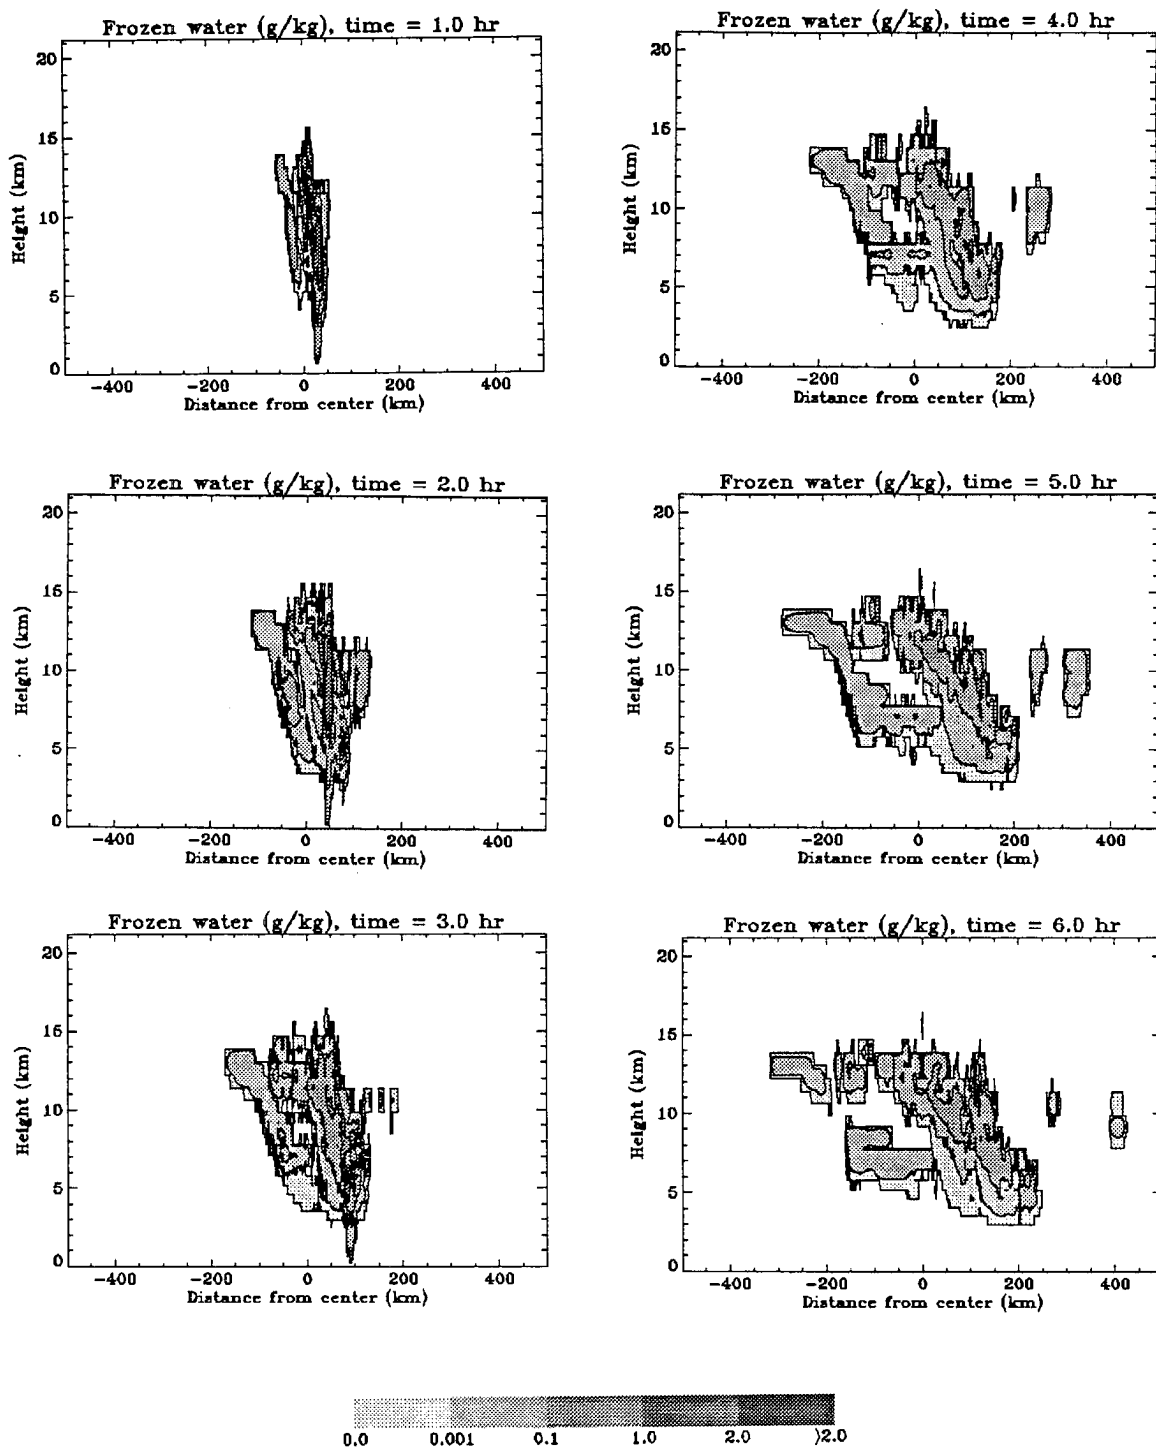 Frozen water (g/kg), time = 1.0 hr
20
15
10
5
0
Height (km)
-400 -200 0 200 400
Distance from center (km)
Frozen water (g/kg), time = 2.0 hr
20
15
10
5
0
Height (km)
-400 -200 0 200 400
Distance from center (km)
Frozen water (g/kg), time = 3.0 hr
20
15
10
5
0
Height (km)
-400 -200 0 200 400
Distance from center (km)
Frozen water (g/kg), time = 4.0 hr
20
15
10
5
0
Height (km)
-400 -200 0 200 400
Distance from center (km)
Frozen water (g/kg), time = 5.0 hr
20
15
10
5
0
Height (km)
-400 -200 0 200 400
Distance from center (km)
Frozen water (g/kg), time = 6.0 hr
20
15
10
5
0
Height (km)
-400 -200 0 200 400
Distance from center (km)
0.0 0.001 0.1 1.0 2.0 >2.0